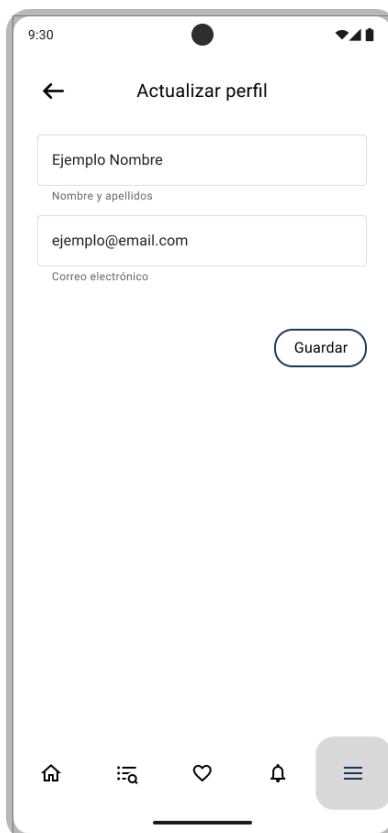 9:30
Actualizar perfil
Ejemplo Nombre
Nombre y apellidos
ejemplo@email.com
Correo electrónico
Guardar